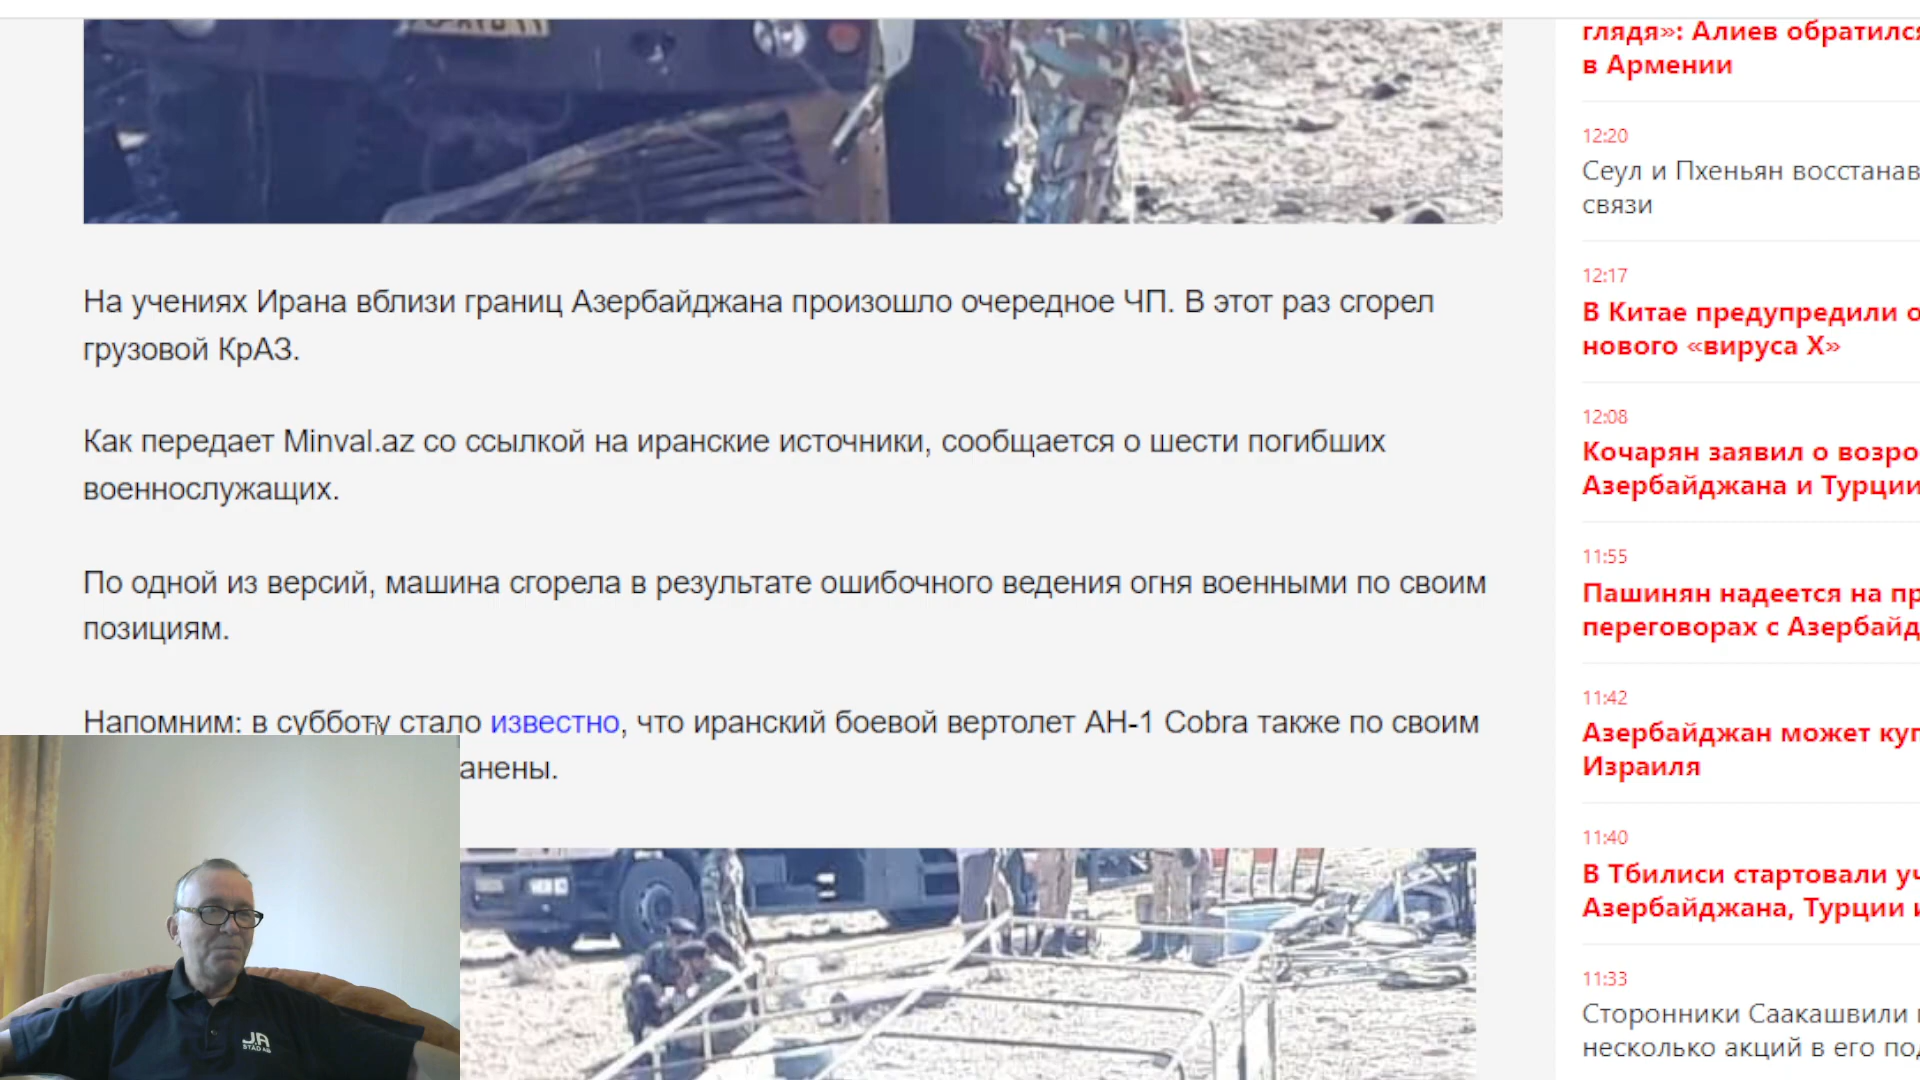 На учениях Ирана вблизи границ Азербайджана произошло очередное ЧП. В этот раз сгорел
грузовой КрАЗ.
Как передает Minval.az со ссылкой на иранские источники, сообщается о шести погибших
военнослужащих.
По одной из версий, машина сгорела в результате ошибочного ведения огня военными по своим
позициям.
Напомним: в субботу стало известно, что иранский боевой вертолет AH-1 Cobra также по своим
анены.
J.A
STÄD AB
глядя»: Алиев обратился
в Армении
12:20
Сеул и Пхеньян восстанав
связи
12:17
В Китае предупредили о
нового «вируса X»
12:08
Кочарян заявил о возро
Азербайджана и Турции
11:55
Пашинян надеется на пр
переговорах с Азербайд
11:42
Азербайджан может куп
Израиля
11:40
В Тбилиси стартовали уч
Азербайджана, Турции и
11:33
Сторонники Саакашвили
несколько акций в его под